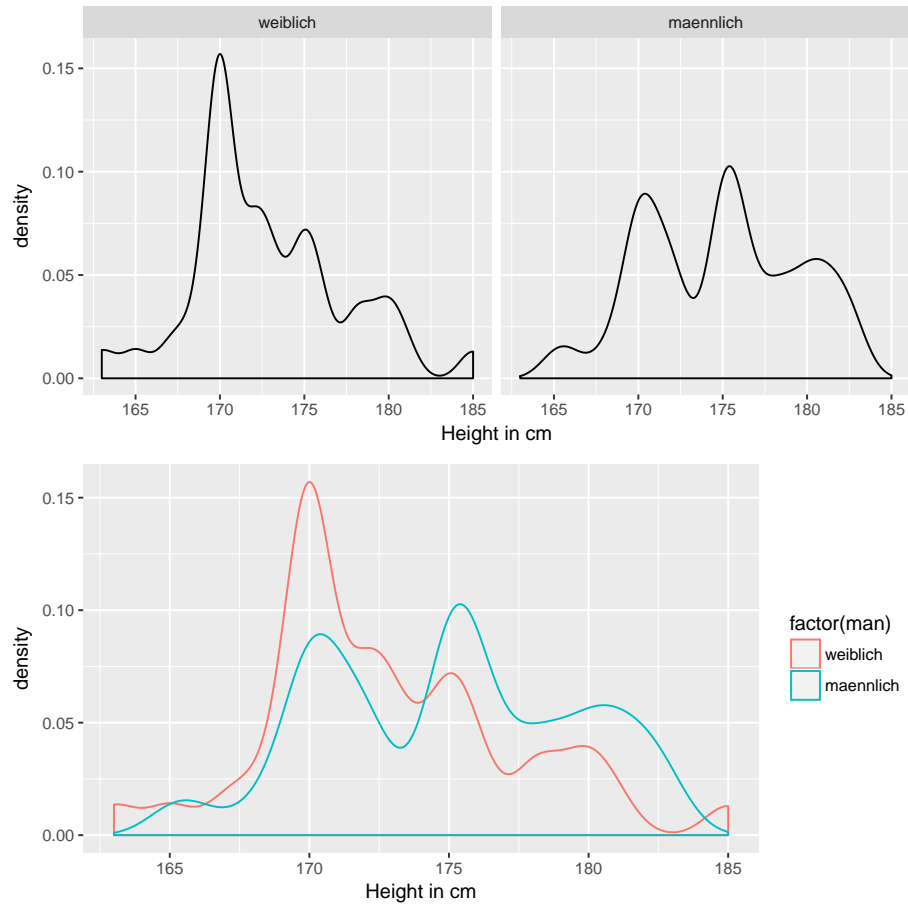 weiblich maennlich
0.15
0.10
0.05
0.00
density
165 170 175 180 185 165 170 175 180 185
Height in cm
0.15
0.10
0.05
0.00
density
165 170 175 180 185
Height in cm
factor(man)
weiblich
maennlich